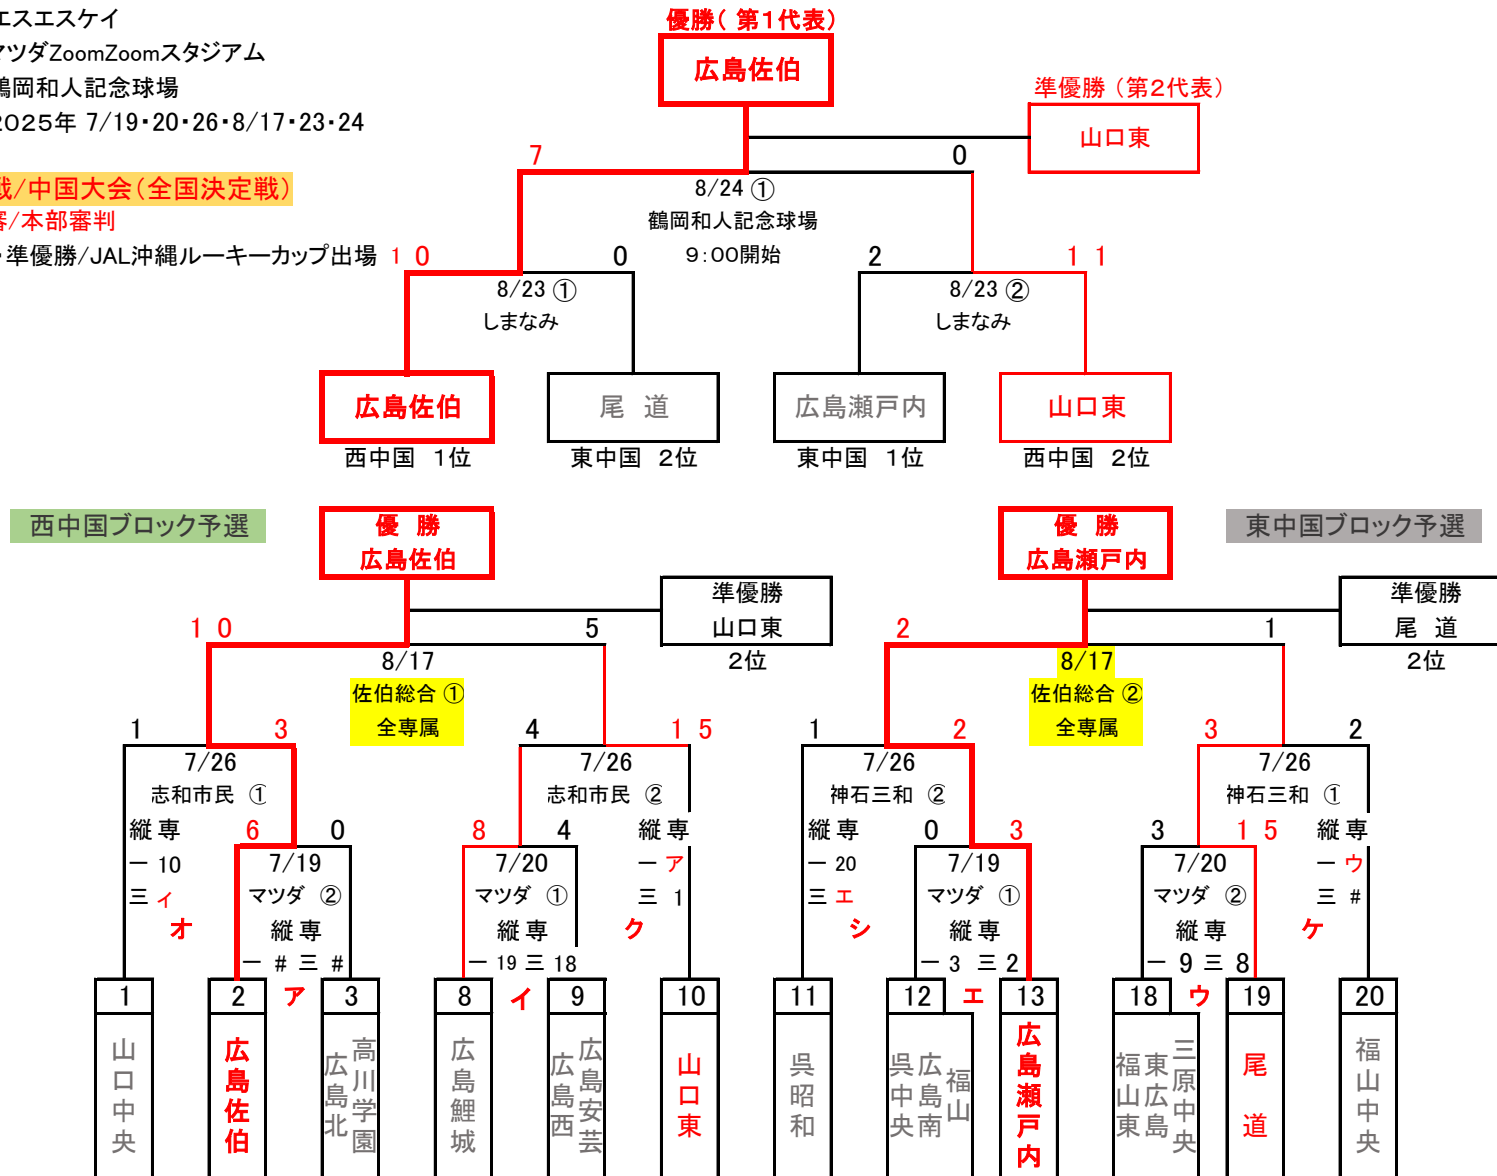 エスエスケイ
マツダZoomZoomスタジアム
鶴岡和人記念球場
2025年 7/19・20・26・8/17・23・24
戦/中国大会(全国決定戦)
審/本部審判
・準優勝/JAL沖縄ルーキーカップ出場
優勝( 第1代表)
広島佐伯
準優勝 (第2代表)
山口東
7
0
8/24 ①
鶴岡和人記念球場
9:00開始
10
0
2
11
8/23 ①
しまなみ
8/23 ②
しまなみ
広島佐伯
尾 道
広島瀬戸内
山口東
西中国 1位
東中国 2位
東中国 1位
西中国 2位
西中国ブロック予選
優 勝
広島佐伯
準優勝
山口東
2位
優 勝
広島瀬戸内
東中国ブロック予選
準優勝
尾 道
2位
10
5
8/17
佐伯総合 ①
全専属
2
1
8/17
佐伯総合 ②
全専属
1
3
7/26
志和市民 ①
縦専
一 10
三 イ
オ
4
15
7/26
志和市民 ②
縦専
一 ア
三 1
ク
1
2
7/26
神石三和 ②
縦専
一 20
三 エ
シ
3
2
7/26
神石三和 ①
縦専
一 ウ
三 #
ケ
6
0
7/19
マツダ ②
縦専
一 # 三 #
ア
8
4
7/20
マツダ ①
縦専
一 19 三 18
イ
0
3
7/19
マツダ ①
縦専
一 3 三 2
エ
3
15
7/20
マツダ ②
縦専
一 9 三 8
ウ
1
山口中央
2
広島佐伯
3
高川学園
広島北
8
広島鯉城
9
広島安芸
広島西
10
山口東
11
呉昭和
12
福山
広島南
呉中央
13
広島瀬戸内
18
三原中央
東広島
福山東
19
尾道
20
福山中央